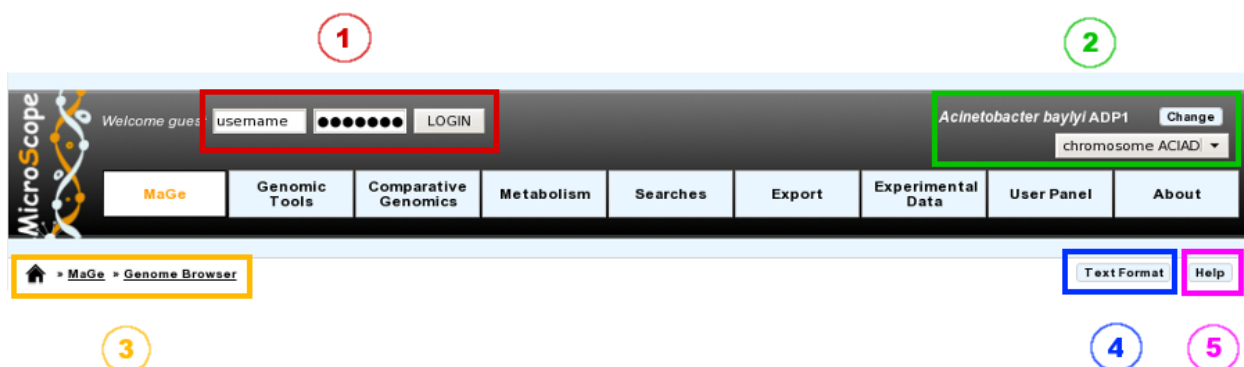 1
2
MicroScope
Welcome guest username LOGIN
Acinetobacter baylyi ADP1 Change
chromosome ACIAD
MaGe
Genomic Tools
Comparative Genomics
Metabolism
Searches
Export
Experimental Data
User Panel
About
» MaGe » Genome Browser
Text Format
Help
3
4
5